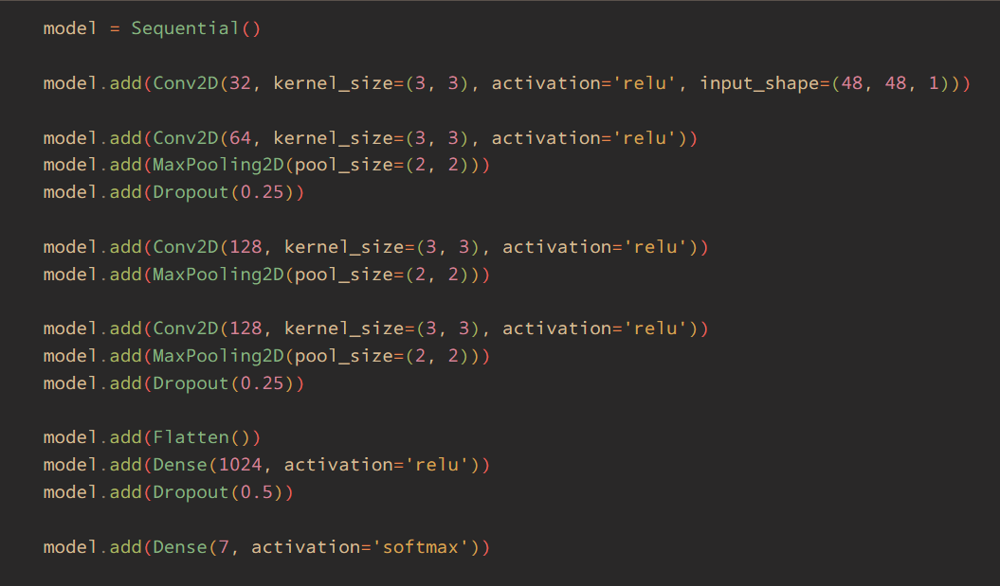 model = Sequential()
model.add(Conv2D(32, kernel_size=(3, 3), activation='relu', input_shape=(48, 48, 1)))
model.add(Conv2D(64, kernel_size=(3, 3), activation='relu'))
model.add(MaxPooling2D(pool_size=(2, 2)))
model.add(Dropout(0.25))
model.add(Conv2D(128, kernel_size=(3, 3), activation='relu'))
model.add(MaxPooling2D(pool_size=(2, 2)))
model.add(Conv2D(128, kernel_size=(3, 3), activation='relu'))
model.add(MaxPooling2D(pool_size=(2, 2)))
model.add(Dropout(0.25))
model.add(Flatten())
model.add(Dense(1024, activation='relu'))
model.add(Dropout(0.5))
model.add(Dense(7, activation='softmax'))